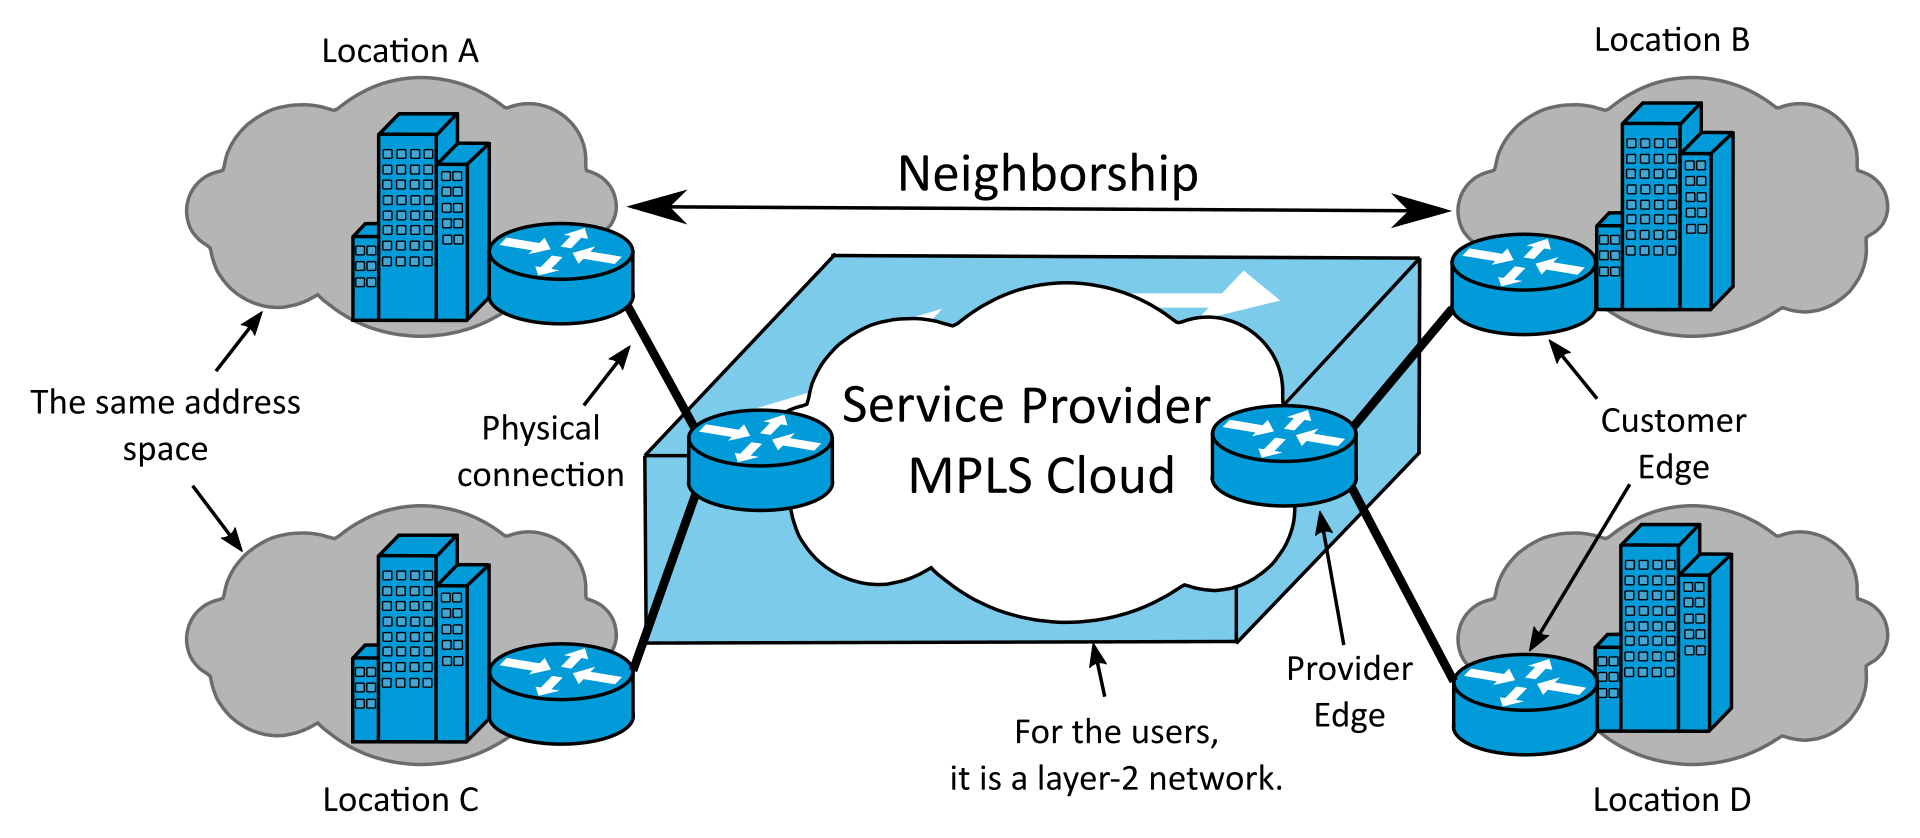 Location A
Location B
Neighborship
The same address
space
Physical
connection
Service Provider
MPLS Cloud
Customer
Edge
Provider
Edge
For the users,
it is a layer-2 network.
Location C
Location D